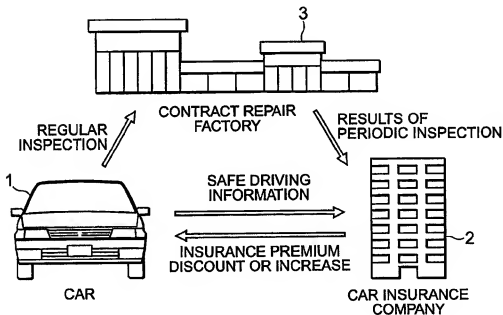 3
CONTRACT REPAIR
FACTORY
REGULAR
INSPECTION
RESULTS OF
PERIODIC INSPECTION
1
SAFE DRIVING
INFORMATION
INSURANCE PREMIUM
DISCOUNT OR INCREASE
2
CAR
CAR INSURANCE
COMPANY